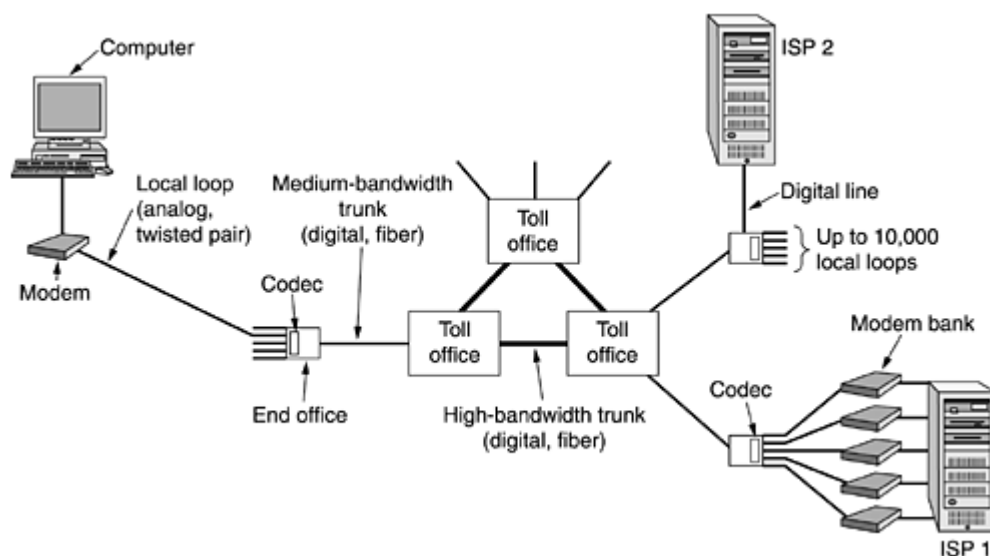 Computer
ISP 2
Local loop
(analog,
twisted pair)
Medium-bandwidth
trunk
(digital, fiber)
Toll
office
Digital line
Up to 10,000
local loops
Modem
Codec
Toll
office
Toll
office
Modem bank
End office
High-bandwidth trunk
(digital, fiber)
Codec
ISP 1